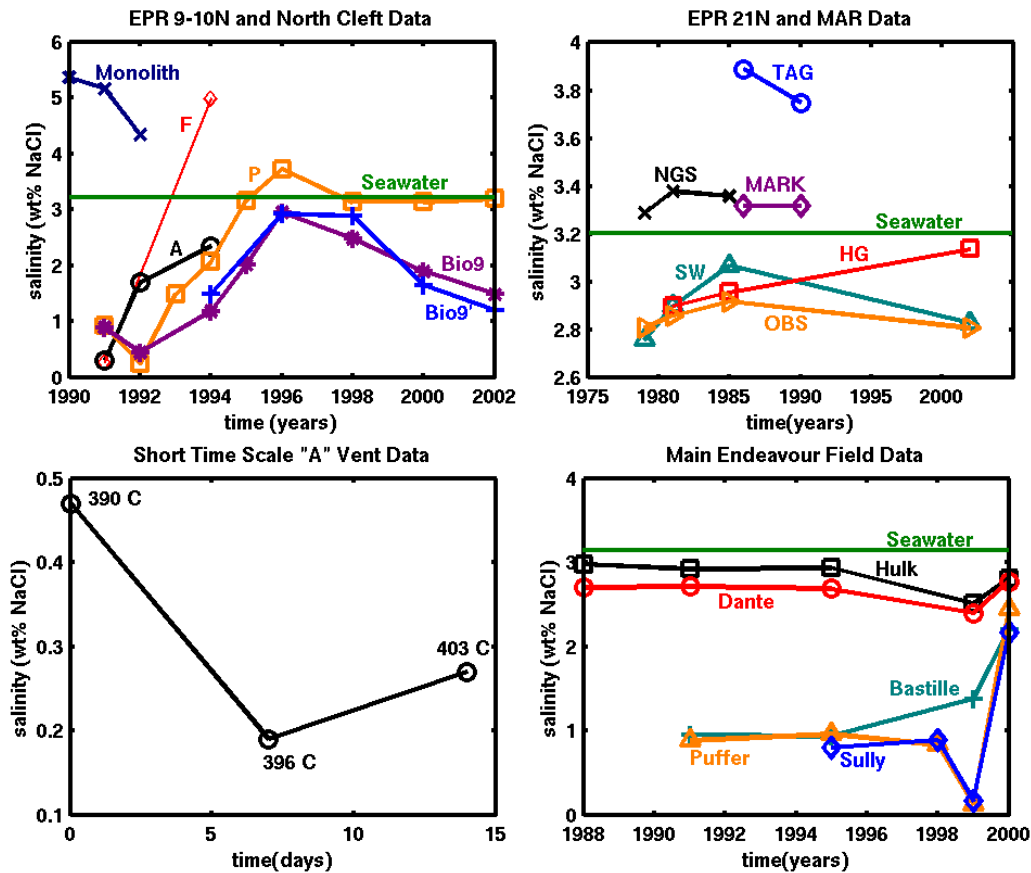 EPR 9-10N and North Cleft Data
6
5
4
3
2
1
0
salinity (wt% NaCl)
Monolith
F
P
Seawater
A
Bio9
Bio9'
1990 1992 1994 1996 1998 2000 2002
time (years)
EPR 21N and MAR Data
4
3.8
3.6
3.4
3.2
3
2.8
2.6
salinity (wt% NaCl)
TAG
NGS
MARK
Seawater
SW
HG
OBS
1975 1980 1985 1990 1995 2000
time(years)
Short Time Scale "A" Vent Data
0.5
0.4
0.3
0.2
0.1
salinity (wt% NaCl)
390 C
403 C
396 C
0 5 10 15
time(days)
Main Endeavour Field Data
4
3
2
1
0
salinity (wt% NaCl)
Seawater
Hulk
Dante
Bastille
Puffer
Sully
1988 1990 1992 1994 1996 1998 2000
time(years)